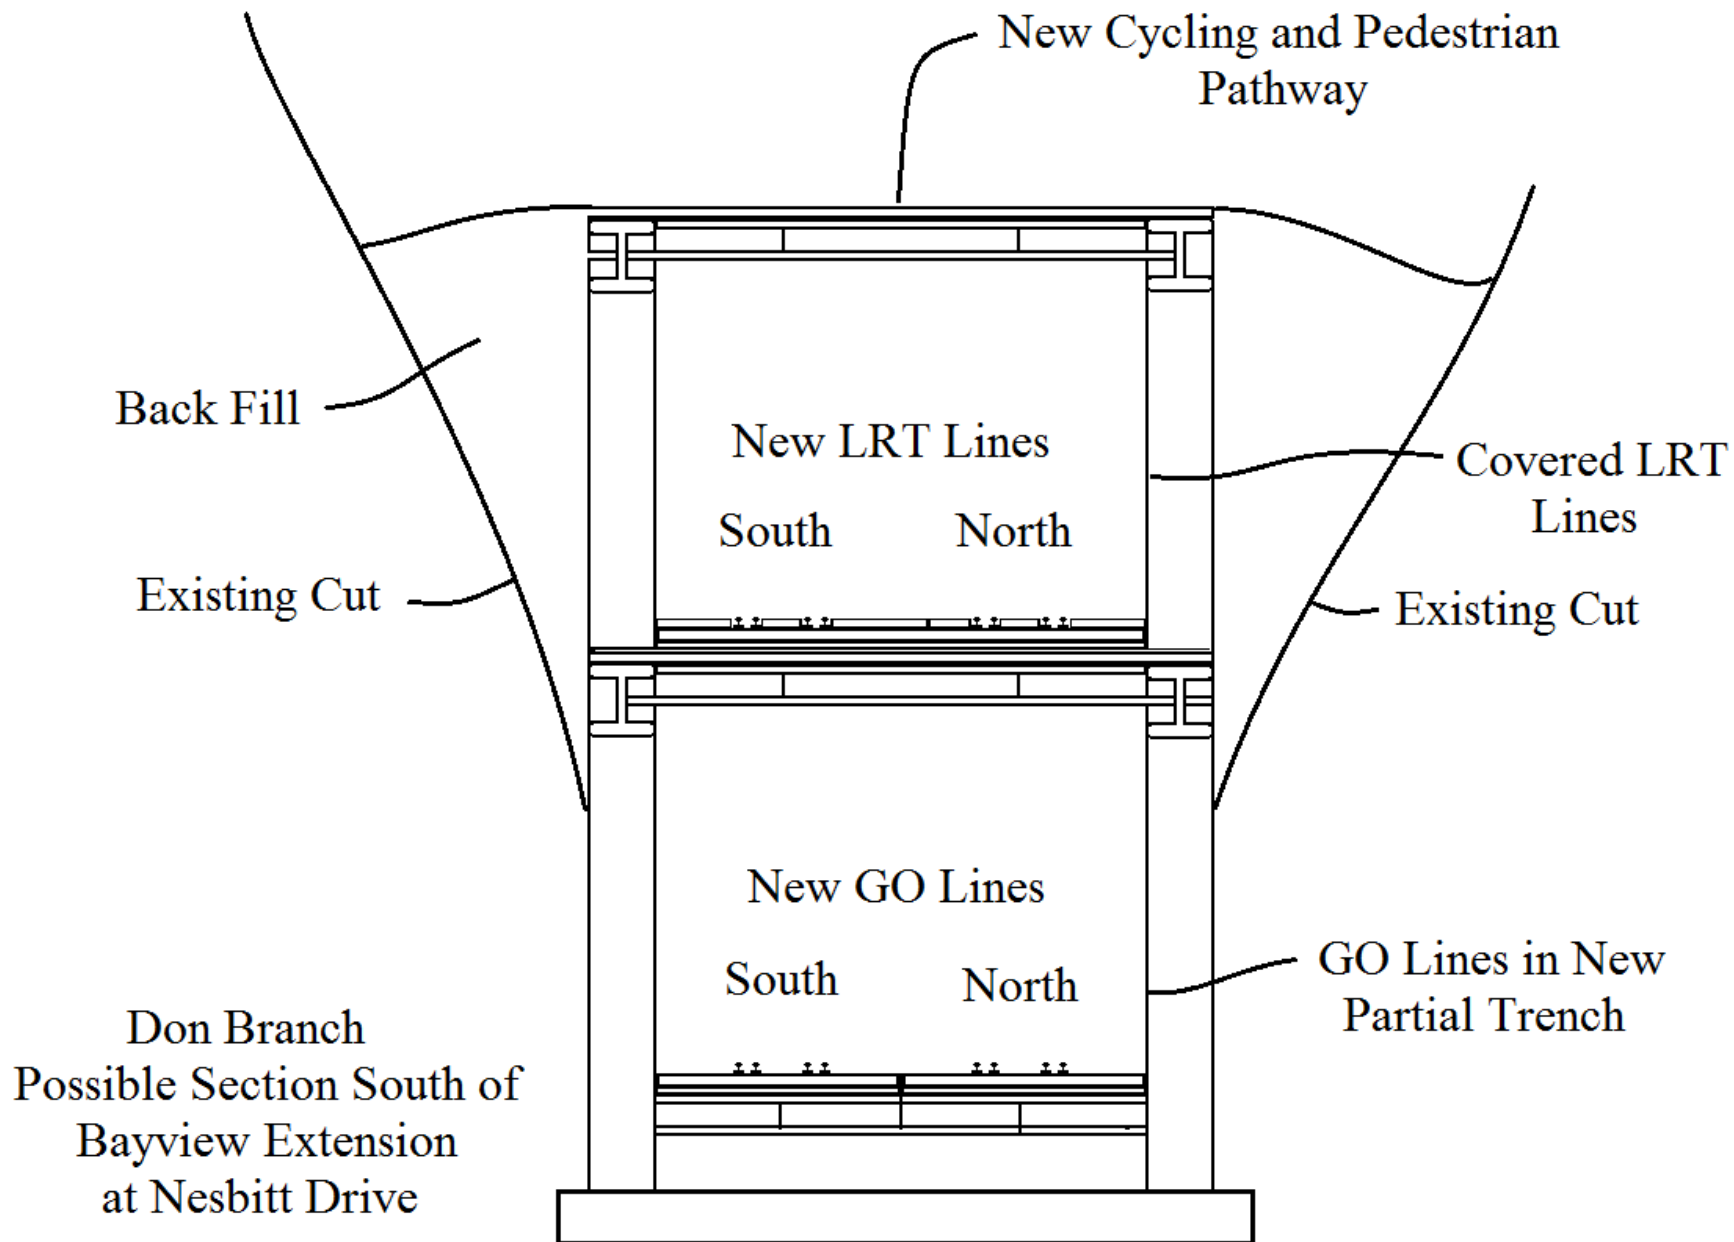 New Cycling and Pedestrian
Pathway
Back Fill
New LRT Lines
South North
Covered LRT
Lines
Existing Cut
Existing Cut
New GO Lines
South North
GO Lines in New
Partial Trench
Don Branch
Possible Section South of
Bayview Extension
at Nesbitt Drive